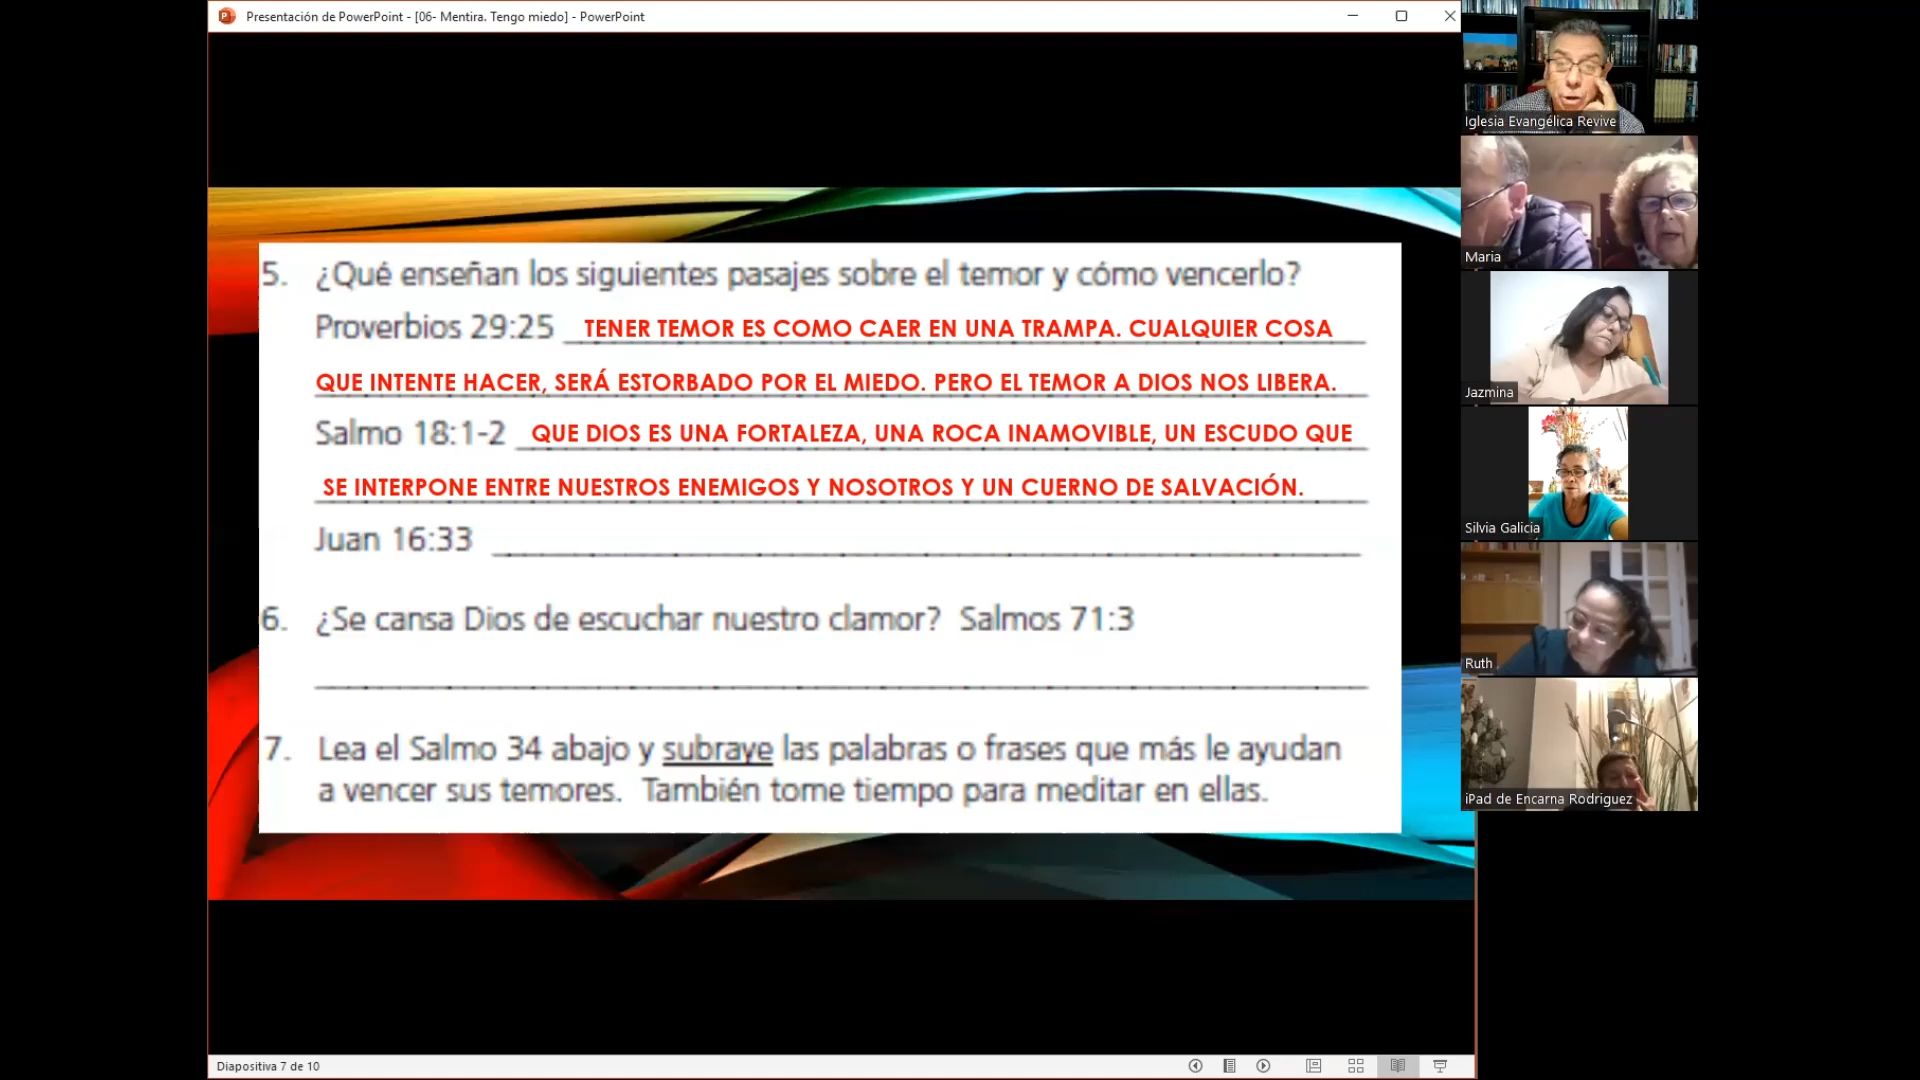 Presentación de PowerPoint - [06- Mentira. Tengo miedo] - PowerPoint
5. ¿Qué enseñan los siguientes pasajes sobre el temor y cómo vencerlo?
Proverbios 29:25 TENER TEMOR ES COMO CAER EN UNA TRAMPA. CUALQUIER COSA
QUE INTENTE HACER, SERÁ ESTORBADO POR EL MIEDO. PERO EL TEMOR A DIOS NOS LIBERA.
Salmo 18:1-2 QUE DIOS ES UNA FORTALEZA, UNA ROCA INAMOVIBLE, UN ESCUDO QUE
SE INTERPONE ENTRE NUESTROS ENEMIGOS Y NOSOTROS Y UN CUERNO DE SALVACIÓN.
Juan 16:33
6. ¿Se cansa Dios de escuchar nuestro clamor? Salmos 71:3
7. Lea el Salmo 34 abajo y subraye las palabras o frases que más le ayudan
a vencer sus temores. También tome tiempo para meditar en ellas.
Diapositiva 7 de 10
Iglesia Evangélica Revive
Maria
Jazmina
Silvia Galicia
Ruth
iPad de Encarna Rodriguez